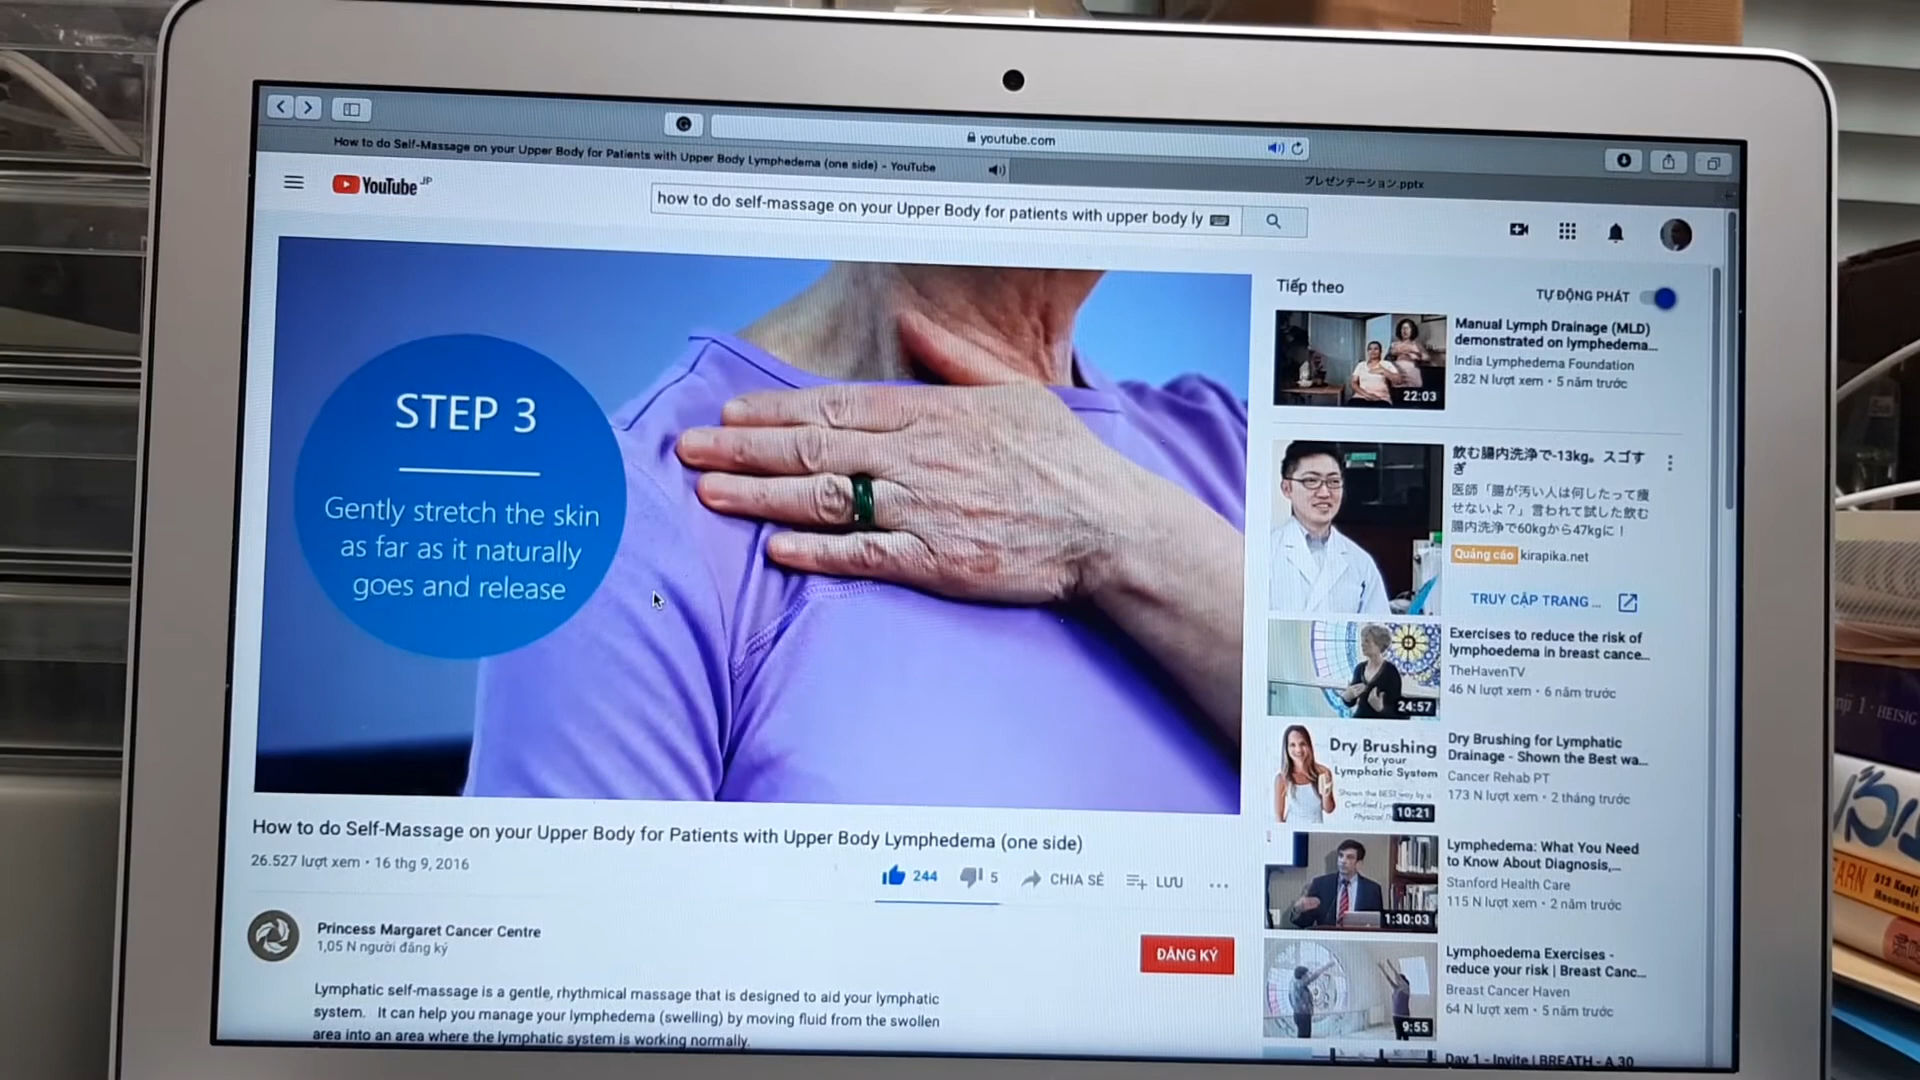 youtube.com
How to do Self-Massage on your Upper Body for Patients with Upper Body Lymphedema (one side) - YouTube
プレゼンテーション.pptx
YouTube JP
how to do self-massage on your Upper Body for patients with upper body ly
STEP 3
Gently stretch the skin
as far as it naturally
goes and release
How to do Self-Massage on your Upper Body for Patients with Upper Body Lymphedema (one side)
26.527 lượt xem • 16 thg 9, 2016
244
5
CHIA SẺ
LƯU
Princess Margaret Cancer Centre
1,05 N người đăng ký
ĐĂNG KÝ
Lymphatic self-massage is a gentle, rhythmical massage that is designed to aid your lymphatic
system. It can help you manage your lymphedema (swelling) by moving fluid from the swollen
area into an area where the lymphatic system is working normally.
Tiếp theo
TỰ ĐỘNG PHÁT
22:03
Manual Lymph Drainage (MLD)
demonstrated on lymphedema...
India Lymphedema Foundation
282 N lượt xem • 5 năm trước
飲む腸内洗浄で-13kg。スゴす
ぎ
医師「腸が汚い人は何したって痩
せないよ？」言われて試した飲む
腸内洗浄で60kgから47kgに！
Quảng cáo kirapika.net
TRUY CẬP TRANG ...
24:57
Exercises to reduce the risk of
lymphoedema in breast cance...
TheHavenTV
46 N lượt xem • 6 năm trước
Dry Brushing
for your
Lymphatic System
10:21
Dry Brushing for Lymphatic
Drainage - Shown the Best wa...
Cancer Rehab PT
173 N lượt xem • 2 tháng trước
1:30:03
Lymphedema: What You Need
to Know About Diagnosis,...
Stanford Health Care
115 N lượt xem • 2 năm trước
9:55
Lymphoedema Exercises -
reduce your risk | Breast Canc...
Breast Cancer Haven
64 N lượt xem • 5 năm trước
Day 1 - Invite | BREATH - A 30
HEISIG